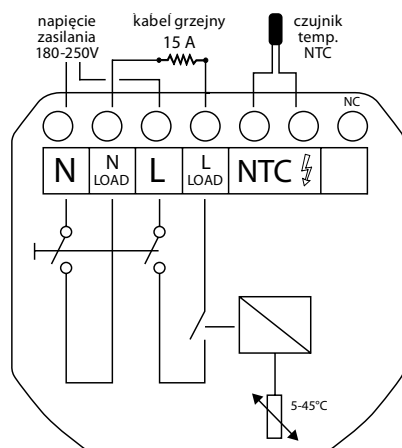 napięcie
zasilania
180-250V
kabel grzejny
15 A
czujnik
temp.
NTC
NC
N
N
LOAD
L
L
LOAD
NTC
5-45°C